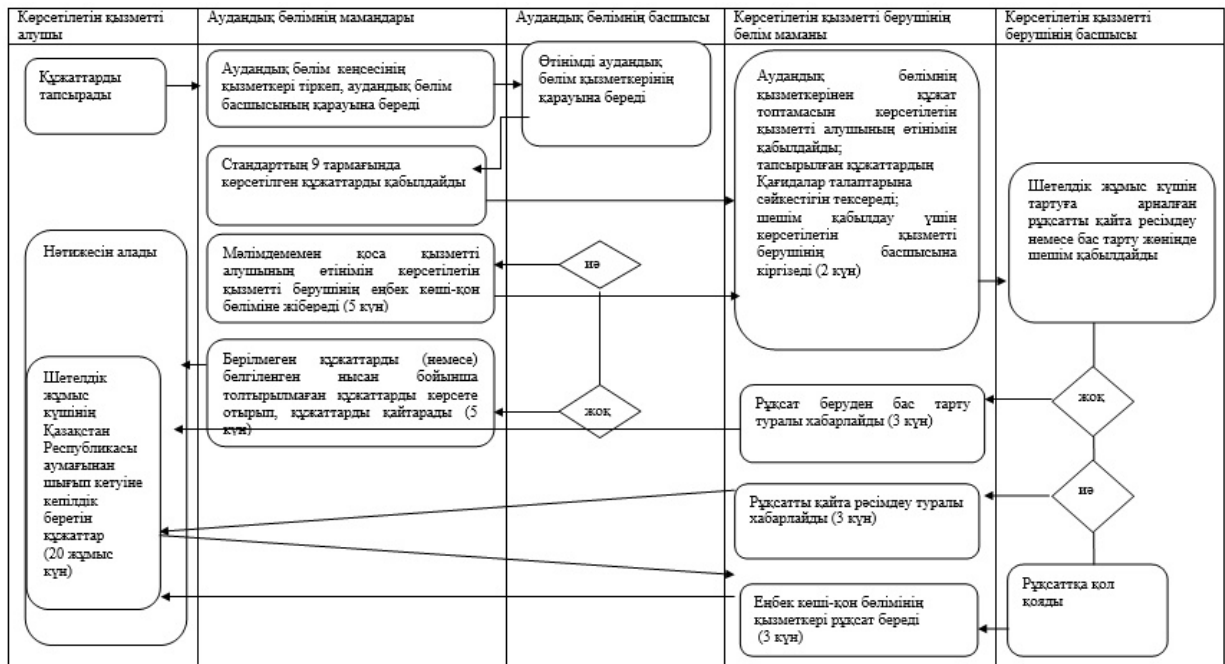 Көрсетілетін қызметті
алушы
Аудандық бөлімнің мамандары
Аудандық бөлімнің басшысы
Көрсетілетін қызметті берушінің
бөлім маманы
Көрсетілетін қызметті
берушінің басшысы
Құжаттарды
тапсырады
Аудандық бөлім кеңсесінің
қызметкері тіркеп, аудандық бөлім
басшысының қарауына береді
Өтінімді аудандық
бөлім қызметкерінің
қарауына береді
Стандарттың 9 тармағында
көрсетілген құжаттарды қабылдайды
Аудандық бөлімнің
қызметкерінен құжат
топтамасын көрсетілетін
қызметті алушының өтінімін
қабылдайды;
тапсырылған құжаттардың
Қағидалар талаптарына
сәйкестігін тексереді;
шешім қабылдау үшін
көрсетілетін қызметті
берушінің басшысына
кіргізеді (2 күн)
Шетелдік жұмыс күшін
тартуға арналған
рұқсатты қайта ресімдеу
немесе бас тарту жөнінде
шешім қабылдайды
Нәтижесін алады
Мәлімдемемен қоса қызметті
алушының өтінімін көрсетілетін
қызметті берушінің еңбек көші-қон
бөліміне жібереді (5 күн)
иә
Берілмеген құжаттарды (немесе)
белгіленген нысан бойынша
толтырылмаған құжаттарды көрсете
отырып, құжаттарды қайтарады (5
күн)
жоқ
Шетелдік
жұмыс
күшінің
Қазақстан
Республикасы
аумағынан
шығып кетуіне
кепілдік
беретін
құжаттар
(20 жұмыс
күн)
Рұқсат беруден бас тарту
туралы хабарлайды (3 күн)
жоқ
Рұқсатты қайта рәсімдеу туралы
хабарлайды (3 күн)
иә
Еңбек көші-қон бөлімінің
қызметкері рұқсат береді
(3 күн)
Рұқсатқа қол
қояды